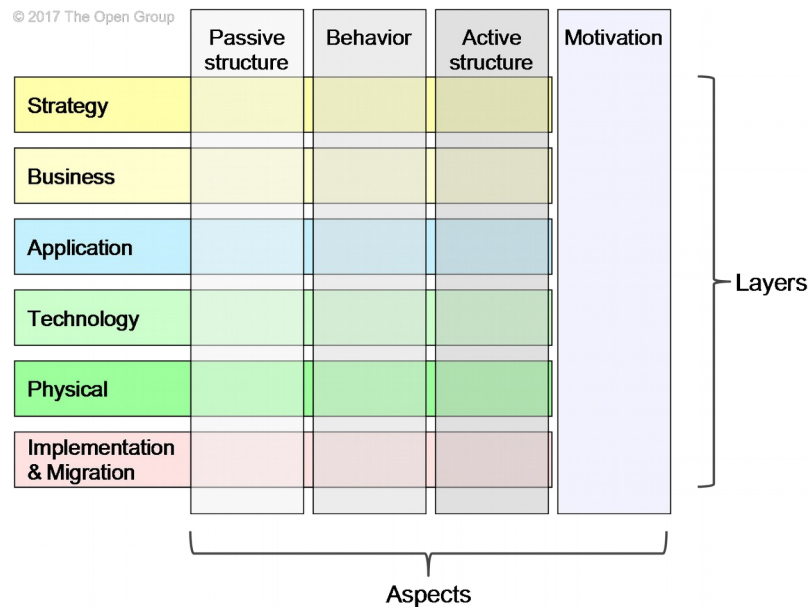 © 2017 The Open Group
Passive
structure
Behavior
Active
structure
Motivation
Strategy
Business
Application
Technology
Physical
Implementation
& Migration
Layers
Aspects